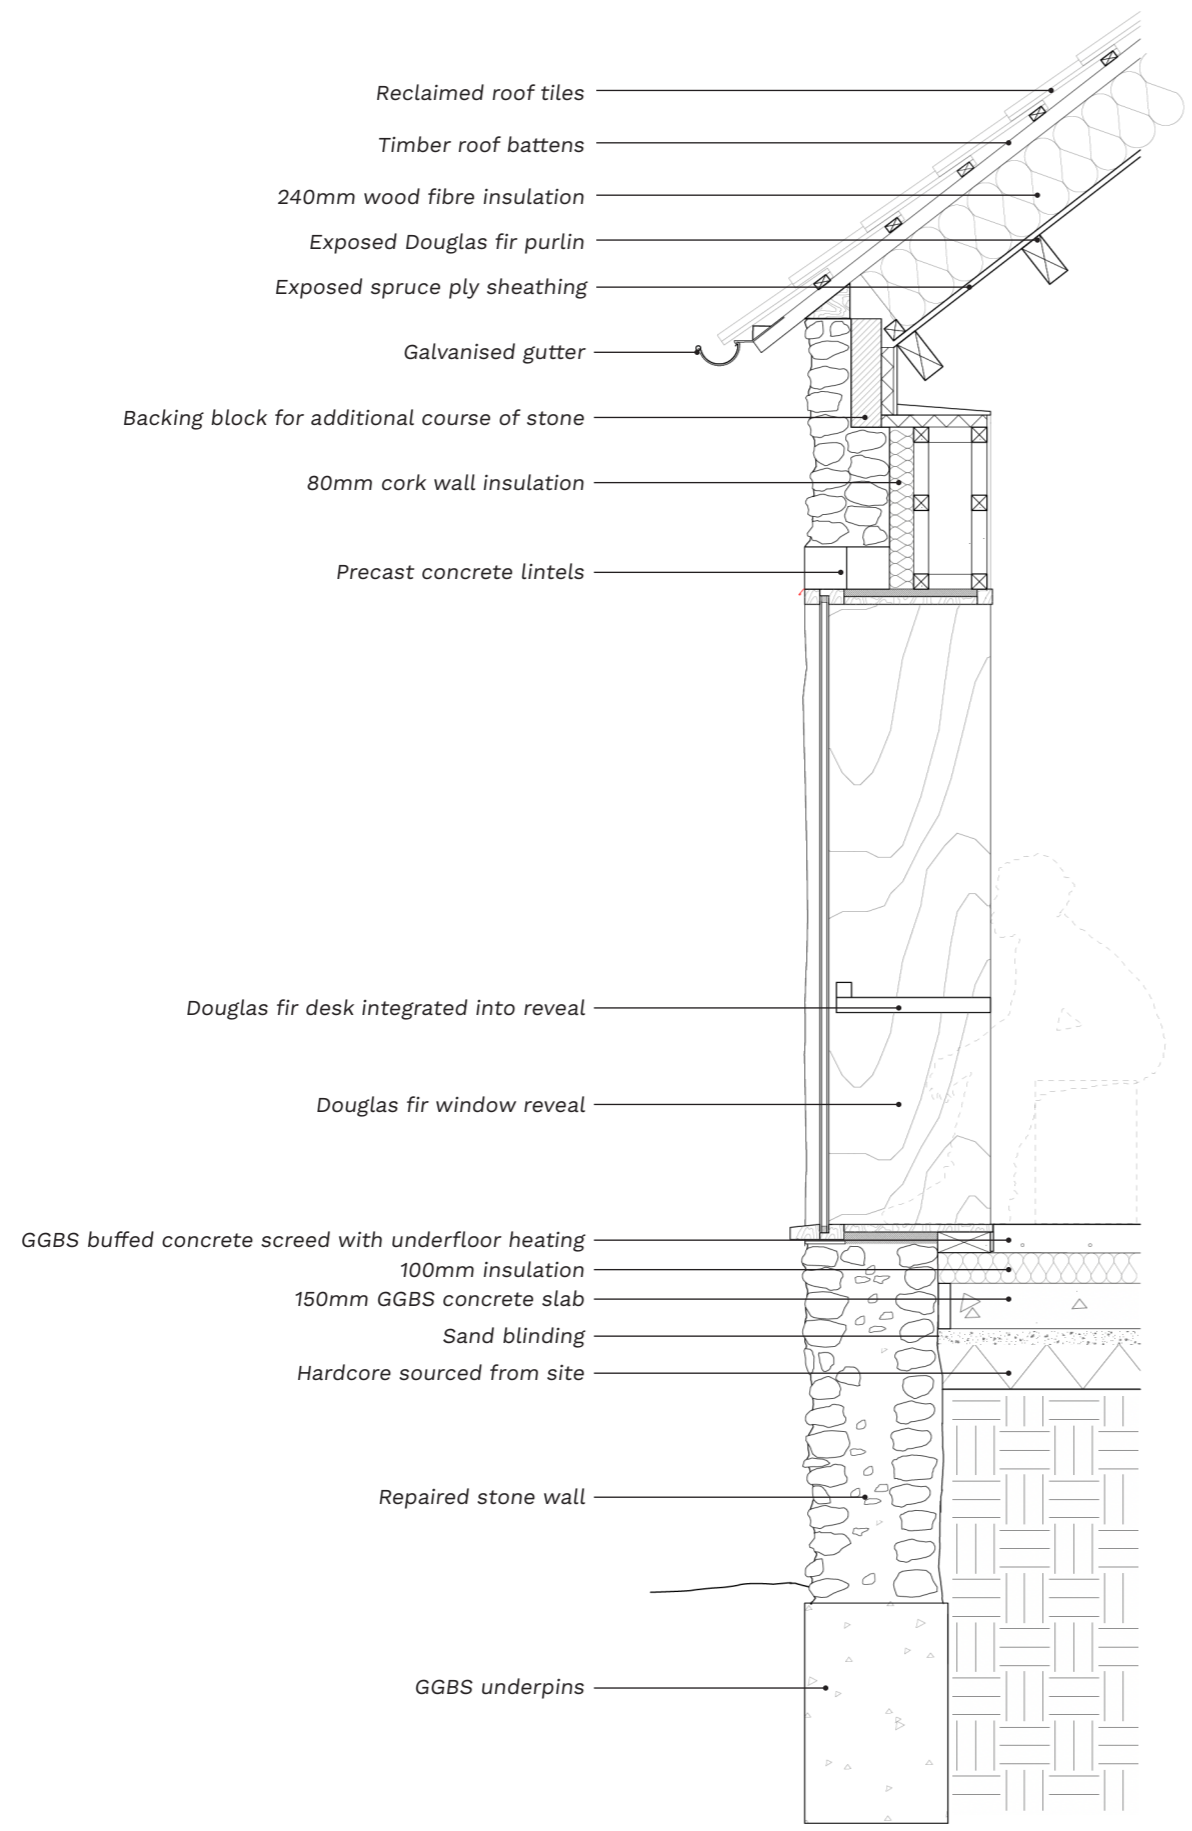 Reclaimed roof tiles
Timber roof battens
240mm wood fibre insulation
Exposed Douglas fir purlin
Exposed spruce ply sheathing
Galvanised gutter
Backing block for additional course of stone
80mm cork wall insulation
Precast concrete lintels
Douglas fir desk integrated into reveal
Douglas fir window reveal
GGBS buffed concrete screed with underfloor heating
100mm insulation
150mm GGBS concrete slab
Sand blinding
Hardcore sourced from site
Repaired stone wall
GGBS underpins